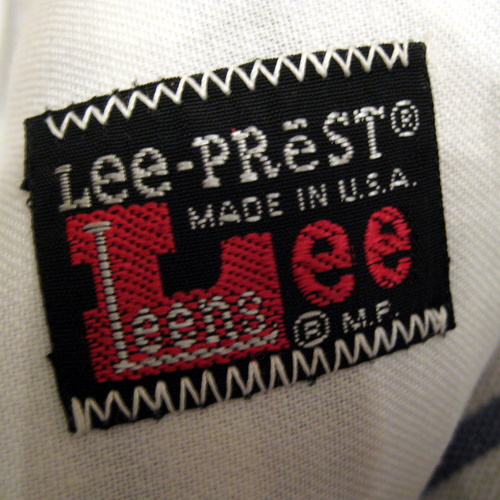 Lee-PRēST®
MADE IN U.S.A.
Lee
Leens
® M.F.